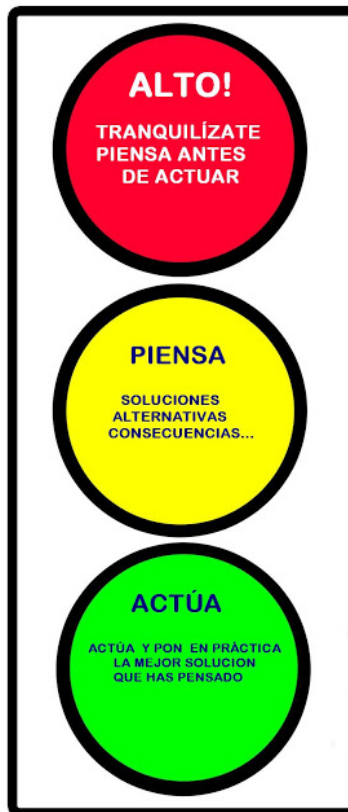 ALTO!
TRANQUILÍZATE
PIENSA ANTES
DE ACTUAR
PIENSA
SOLUCIONES
ALTERNATIVAS
CONSECUENCIAS...
ACTÚA
ACTÚA Y PON EN PRÀCTICA
LA MEJOR SOLUCION
QUE HAS PENSADO